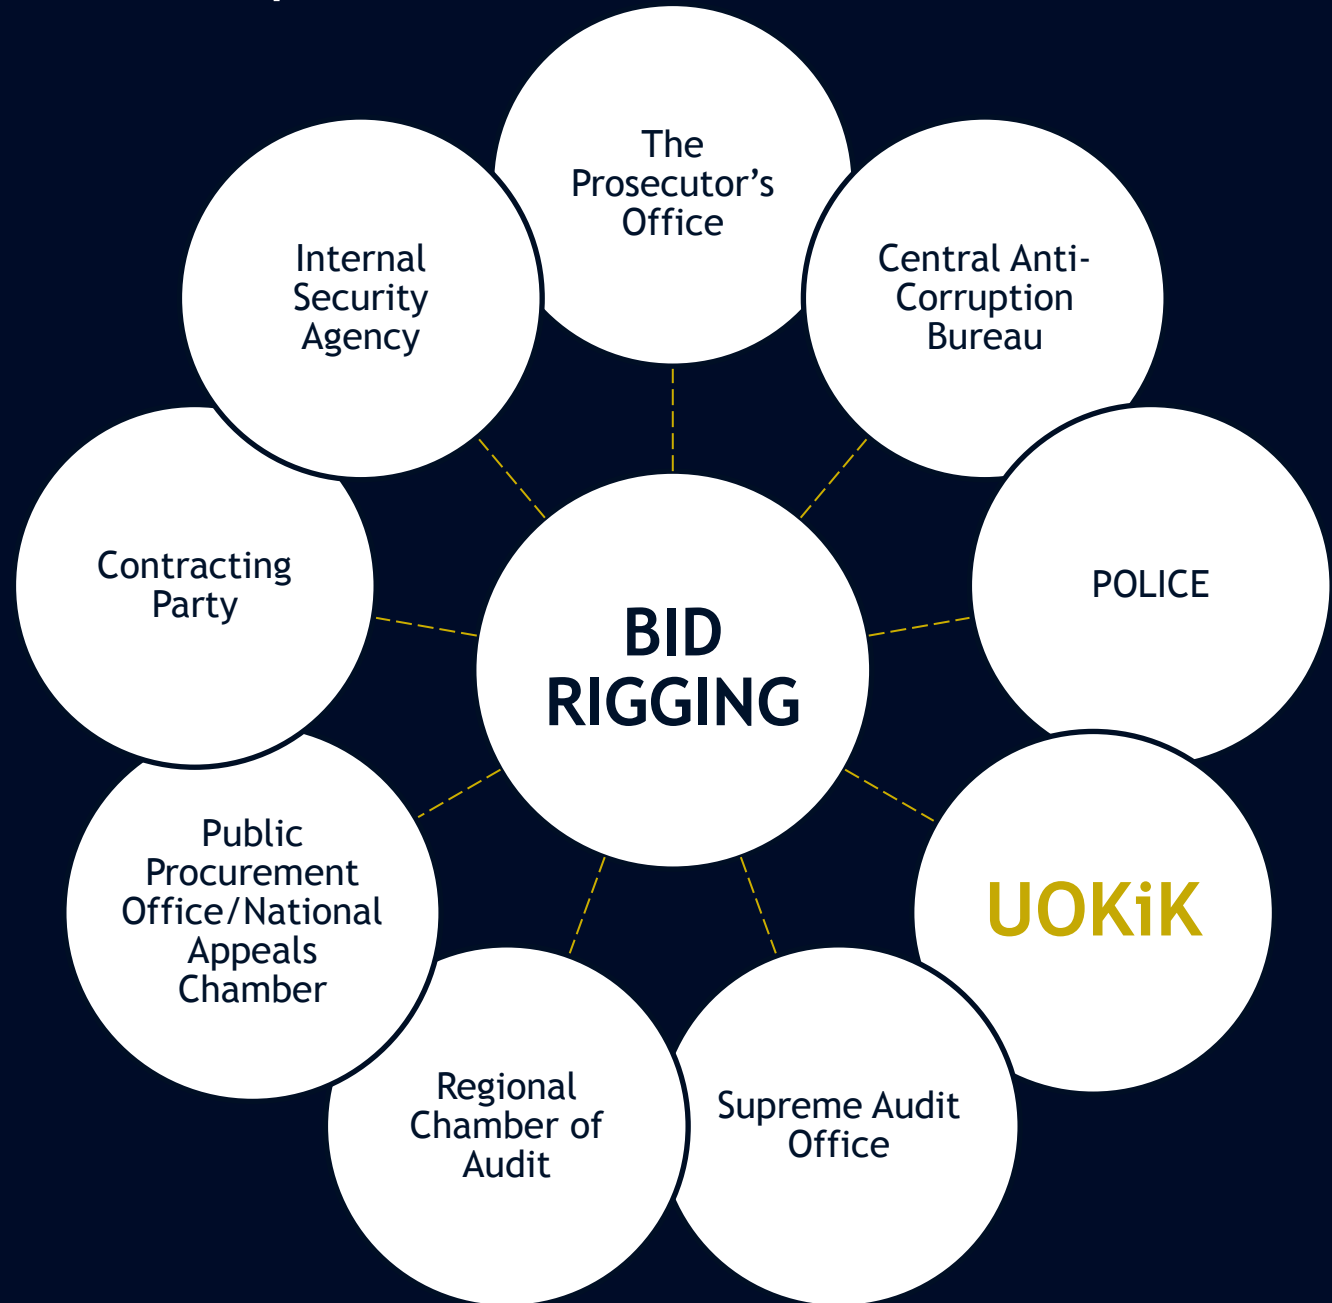 The
Prosecutor’s
Office
Central Anti-
Corruption
Bureau
POLICE
UOKiK
Supreme Audit
Office
Regional
Chamber of
Audit
Public
Procurement
Office/National
Appeals
Chamber
Contracting
Party
Internal
Security
Agency
BID
RIGGING